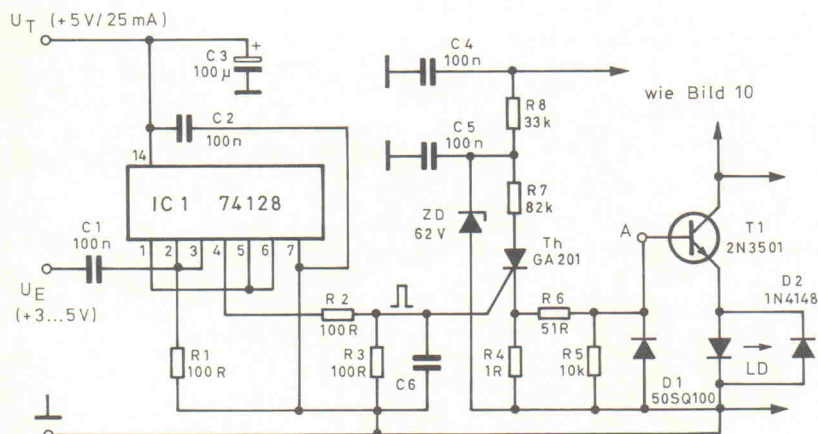 U_T (+5V/25mA)
C3
100µ
+
C4
100n
wie Bild 10
R8
33k
C2
100n
C5
100n
14
IC1 74128
R7
82k
ZD
62V
T1
2N3501
A
C1
100n
1 2 3 4 5 6 7
Th
GA201
D2
1N4148
U_E
(+3...5V)
R2
100R
R6
51R
R1
100R
R3
100R
C6
R4
1R
R5
10k
LD
D1
50SQ100